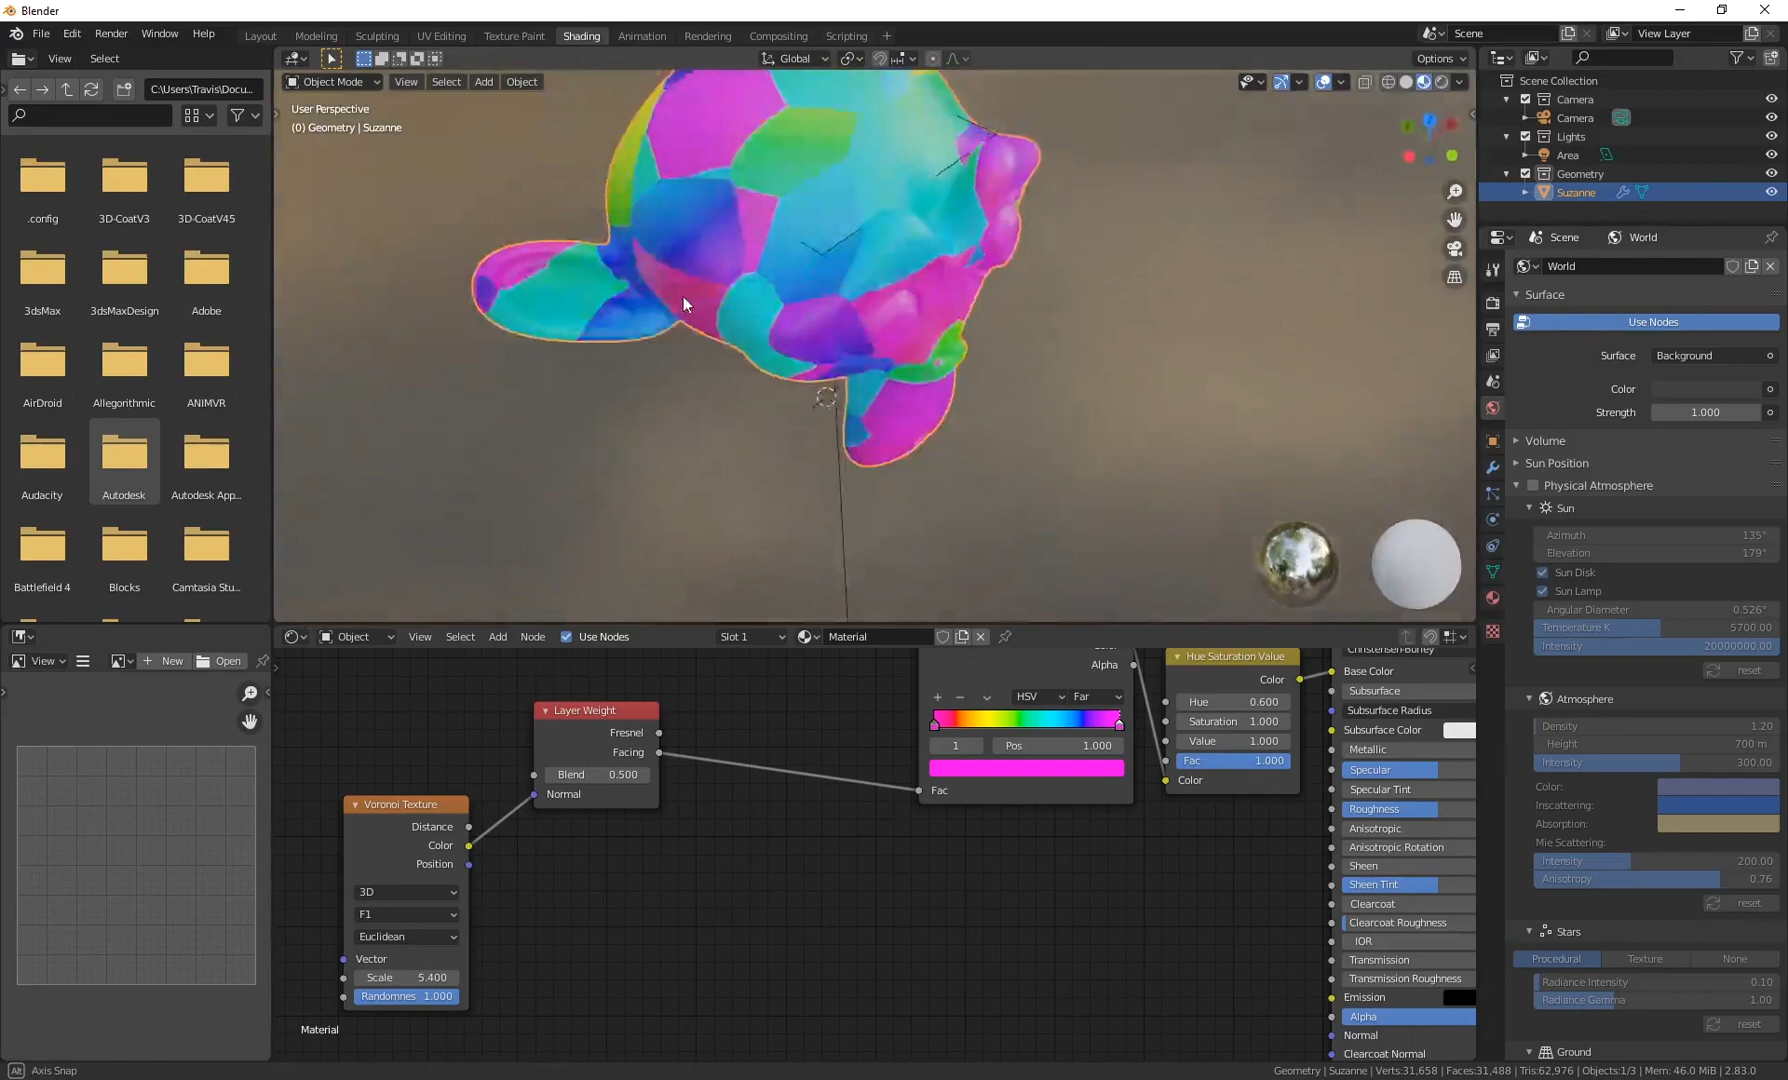 Blender
File Edit Render Window Help
Layout Modeling Sculpting UV Editing Texture Paint Shading Animation Rendering Compositing Scripting +
Scene View Layer
View Select
Global Options
C:\Users\Travis\Docu...
Object Mode View Select Add Object
User Perspective
(0) Geometry | Suzanne
.config 3D-CoatV3 3D-CoatV45
3dsMax 3dsMaxDesign Adobe
AirDroid Allegorithmic ANIMVR
Audacity Autodesk Autodesk App...
Battlefield 4 Blocks Camtasia Stu...
Scene Collection
Camera
Camera
Lights
Area
Geometry
Suzanne
Scene World
World
Surface
Use Nodes
Surface Background
Color
Strength 1.000
Volume
Sun Position
Physical Atmosphere
Sun
Azimuth 135°
Elevation 179°
Sun Disk
Sun Lamp
Angular Diameter 0.526°
Temperature K 5700.00
Intensity 20000000.00
reset
Atmosphere
Density 1.20
Height 700 m
Intensity 300.00
Color:
Inscattering:
Absorption:
Mie Scattering:
Intensity 200.00
Anisotropy 0.76
reset
Stars
Procedural Texture None
Radiance Intensity 0.10
Radiance Gamma 1.00
reset
Ground
View New Open
Object View Select Add Node Use Nodes Slot 1 Material
Layer Weight
Fresnel
Facing
Blend 0.500
Normal
Voronoi Texture
Distance
Color
Position
3D
F1
Euclidean
Vector
Scale 5.400
Randomnes 1.000
Material
Alpha
HSV Far
1 Pos 1.000
Fac
Hue Saturation Value
Color
Hue 0.600
Saturation 1.000
Value 1.000
Fac 1.000
Color
Christensen-Burley
Base Color
Subsurface
Subsurface Radius
Subsurface Color
Metallic
Specular
Specular Tint
Roughness
Anisotropic
Anisotropic Rotation
Sheen
Sheen Tint
Clearcoat
Clearcoat Roughness
IOR
Transmission
Transmission Roughness
Emission
Alpha
Normal
Clearcoat Normal
Alt Axis Snap
Geometry | Suzanne | Verts:31,658 | Faces:31,488 | Tris:62,976 | Objects:1/3 | Mem: 46.0 MiB | 2.83.0